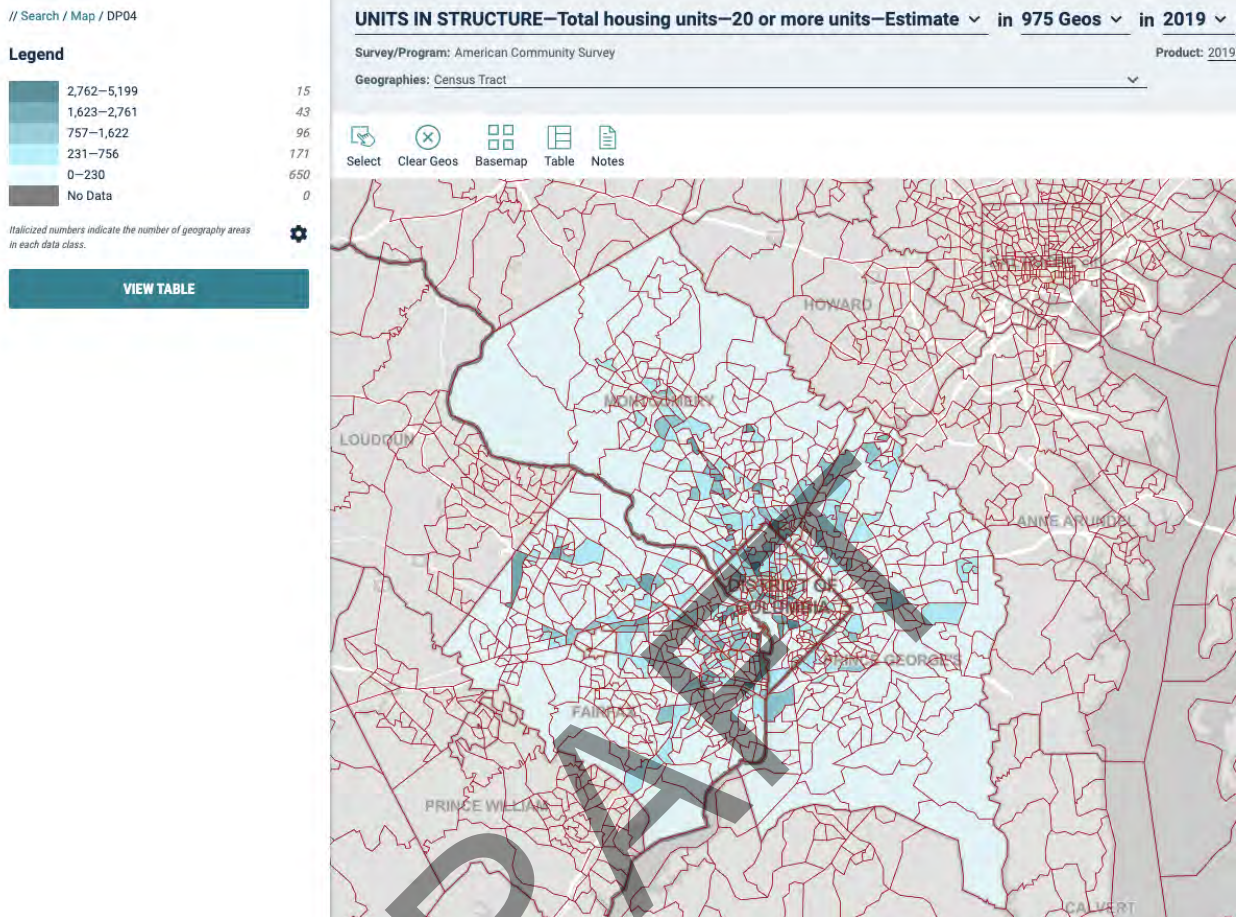 // Search / Map / DP04
Legend
2,762–5,199 15
1,623–2,761 43
757–1,622 96
231–756 171
0–230 650
No Data 0
Italicized numbers indicate the number of geography areas
in each data class.
VIEW TABLE
UNITS IN STRUCTURE—Total housing units—20 or more units—Estimate in 975 Geos in 2019
Survey/Program: American Community Survey
Product: 2019
Geographies: Census Tract
Select Clear Geos Basemap Table Notes
HOWARD
MONTGOMERY
LOUDOUN
ANNE ARUNDEL
DISTRICT OF
COLUMBIA
PRINCE GEORGE'S
FAIRFAX
PRINCE WILLIAM
CALVERT
DRAFT